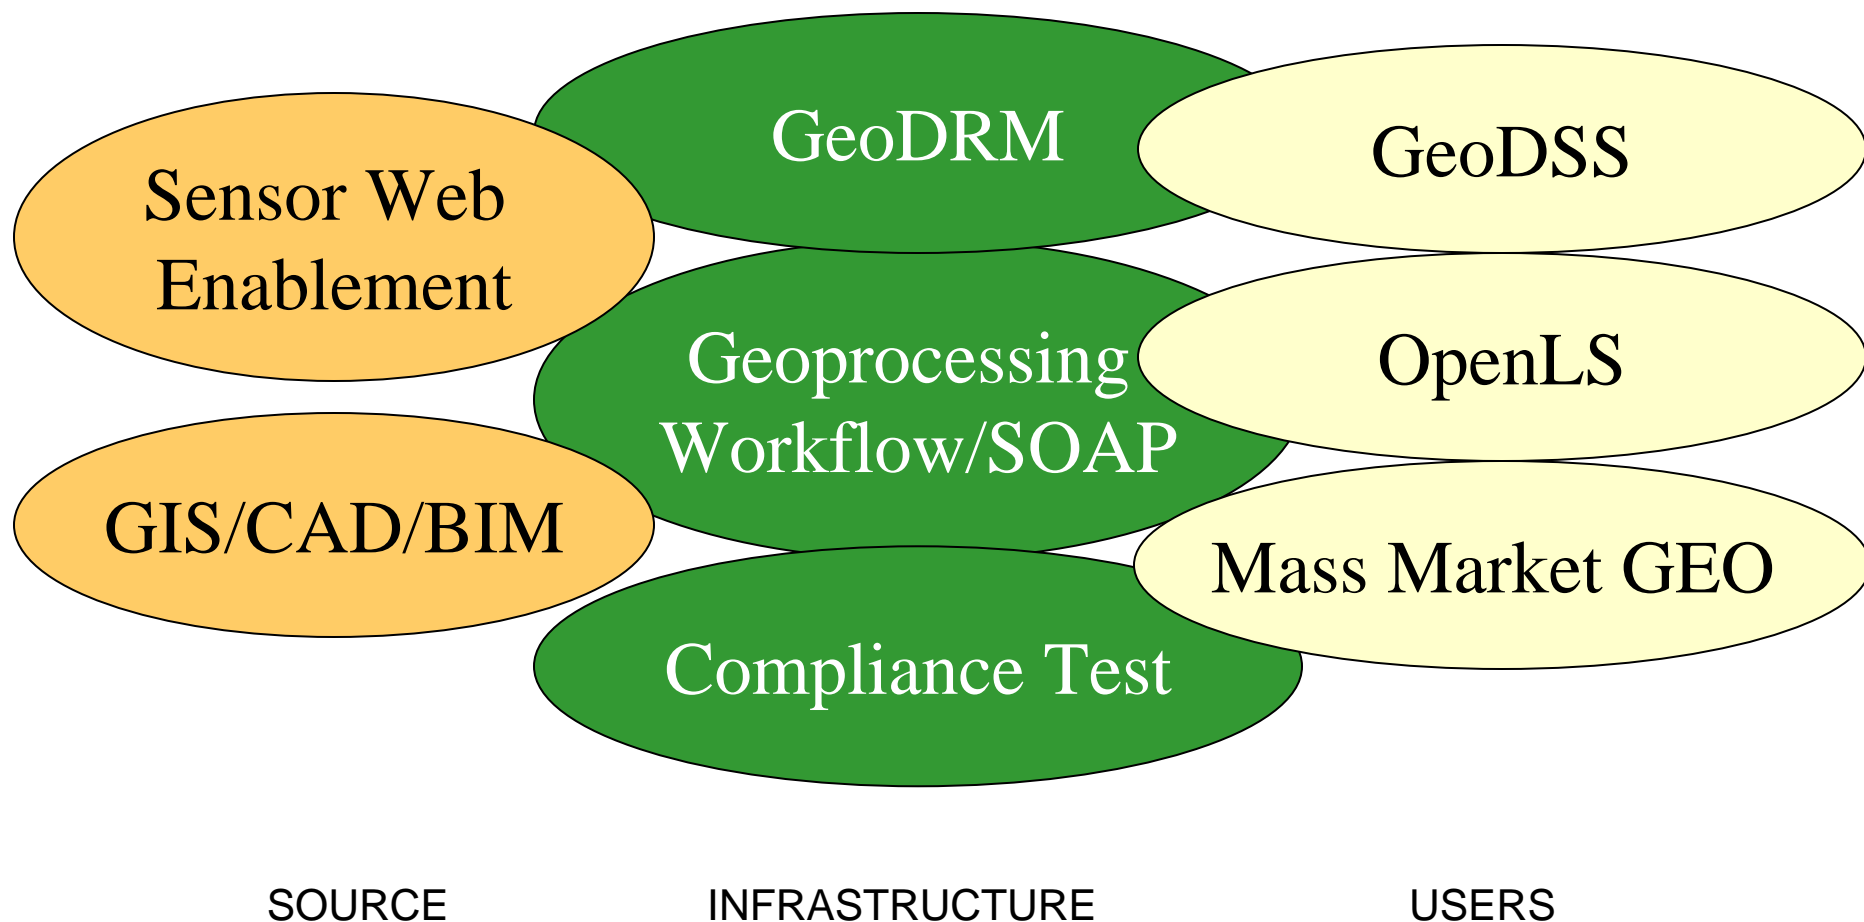 Sensor Web
Enablement
GIS/CAD/BIM
GeoDRM
Geoprocessing
Workflow/SOAP
Compliance Test
GeoDSS
OpenLS
Mass Market GEO
SOURCE
INFRASTRUCTURE
USERS